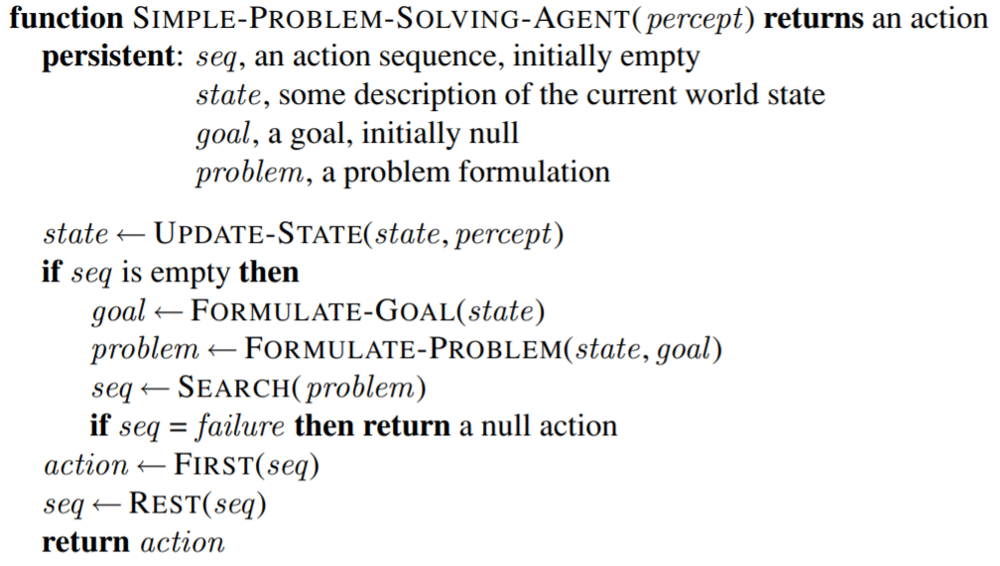 function SIMPLE-PROBLEM-SOLVING-AGENT(percept) returns an action
persistent: seq, an action sequence, initially empty
state, some description of the current world state
goal, a goal, initially null
problem, a problem formulation
state ← UPDATE-STATE(state, percept)
if seq is empty then
goal ← FORMULATE-GOAL(state)
problem ← FORMULATE-PROBLEM(state, goal)
seq ← SEARCH(problem)
if seq = failure then return a null action
action ← FIRST(seq)
seq ← REST(seq)
return action